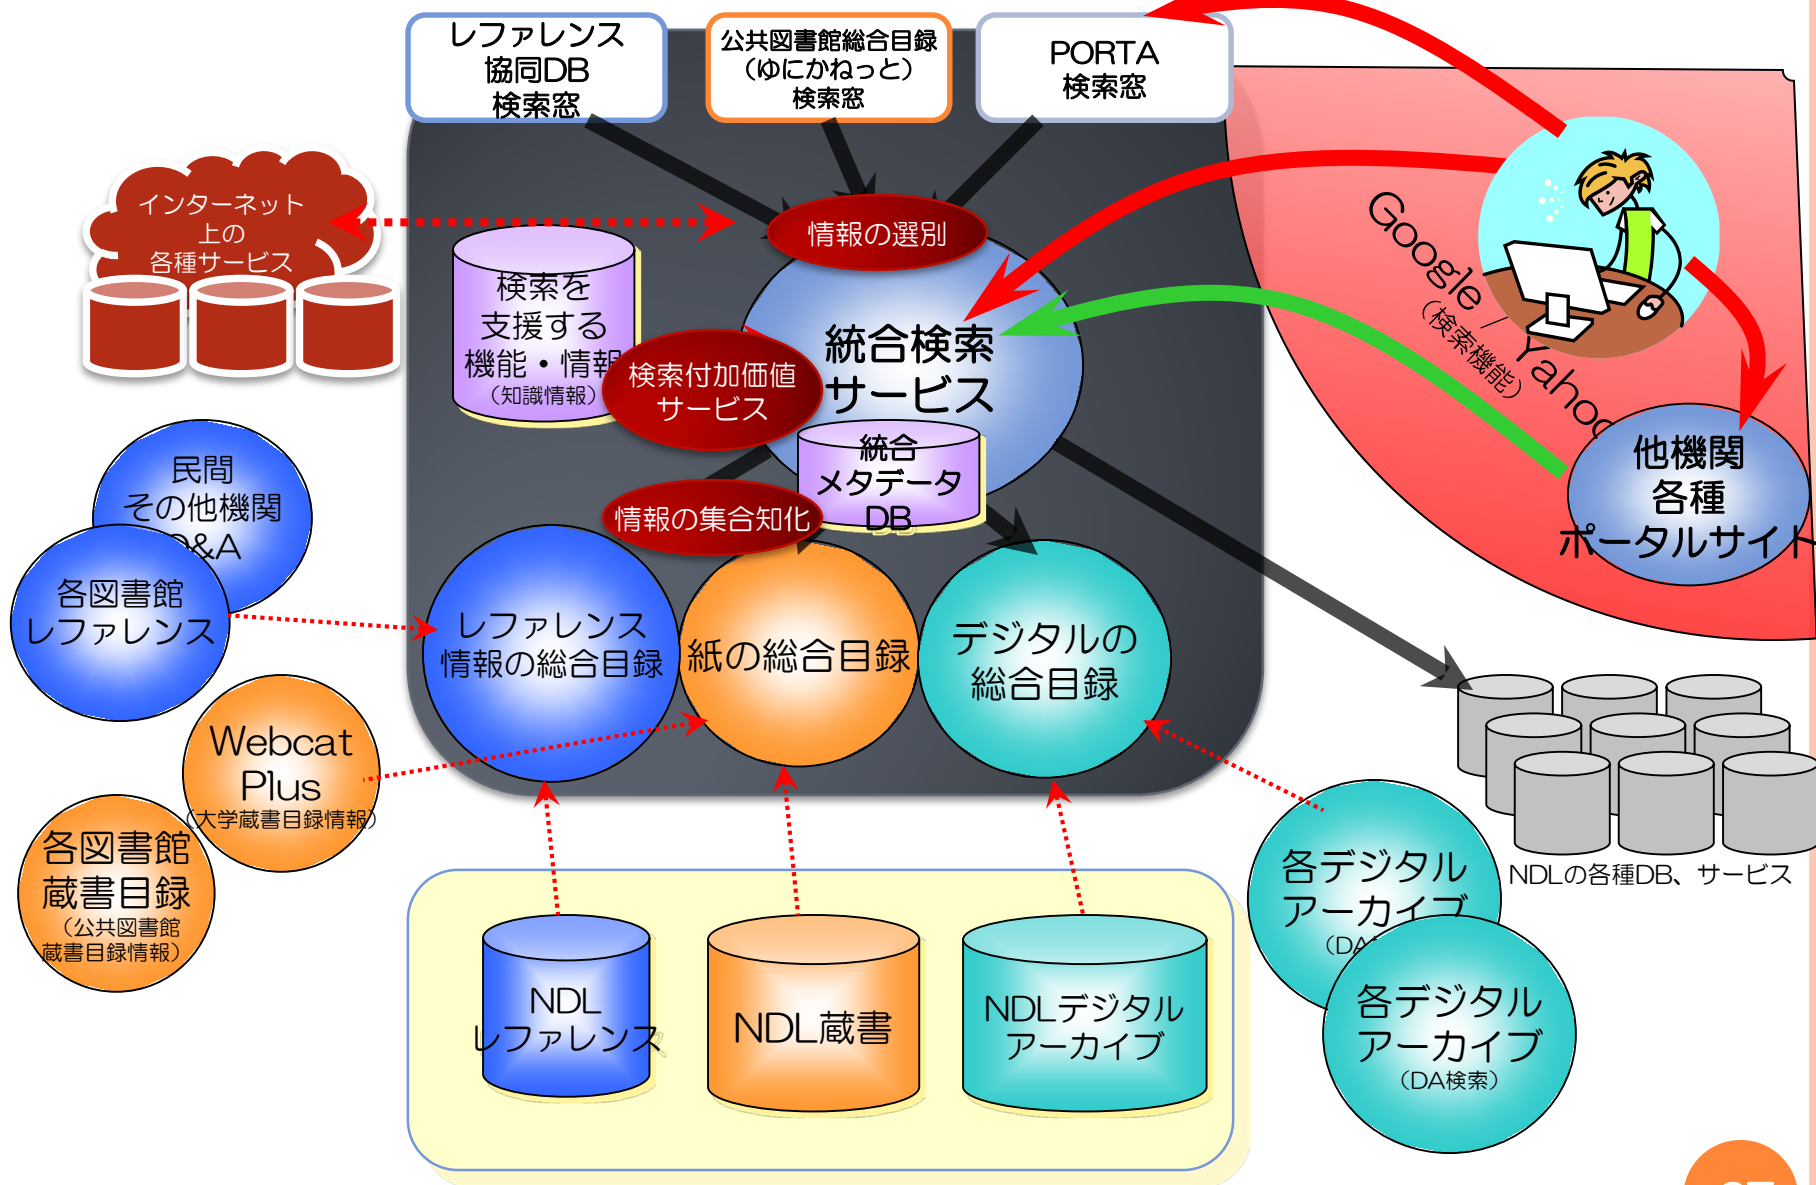 レファレンス
協同DB
検索窓
公共図書館総合目録
（ゆにかねっと）
検索窓
PORTA
検索窓
インターネット
上の
各種サービス
情報の選別
検索を
支援する
機能・情報
（知識情報）
検索付加価値
サービス
統合検索
サービス
統合
メタデータ
DB
情報の集合知化
Google / Yahoo
（検索機能）
他機関
各種
ポータルサイト
民間
その他機関
Q&A
各図書館
レファレンス
レファレンス
情報の総合目録
紙の総合目録
デジタルの
総合目録
Webcat
Plus
（大学蔵書目録情報）
各図書館
蔵書目録
（公共図書館
蔵書目録情報）
NDLの各種DB、サービス
各デジタル
アーカイブ
（DA
各デジタル
アーカイブ
（DA検索）
NDL
レファレンス
NDL蔵書
NDLデジタル
アーカイブ